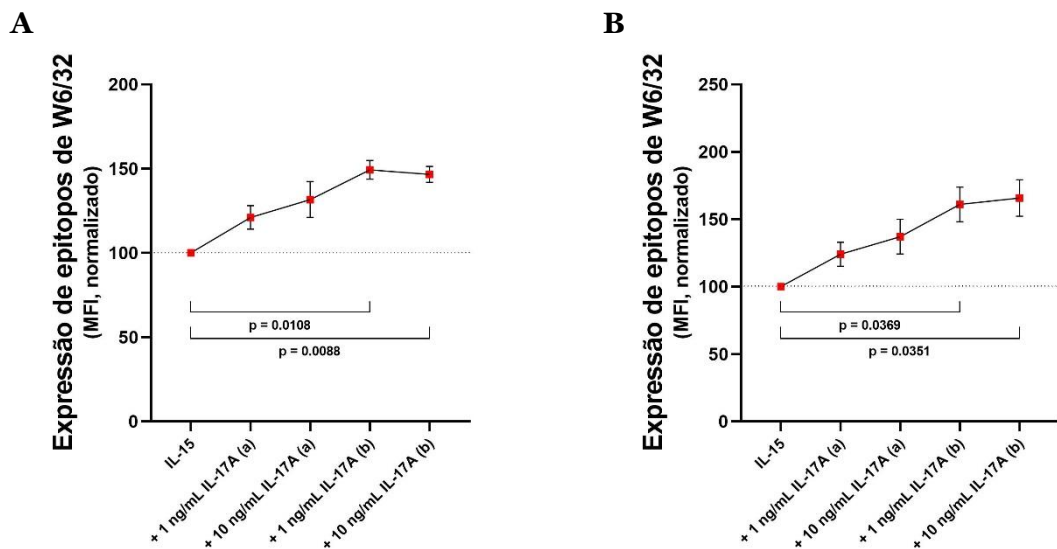 A
Expressão de epitopos de W6/32
(MFI, normalizado)
200
150
100
50
0
p = 0.0108
p = 0.0088
IL-15
+ 1 ng/mL IL-17A (a)
+ 10 ng/mL IL-17A (a)
+ 1 ng/mL IL-17A (b)
+ 10 ng/mL IL-17A (b)
B
Expressão de epitopos de W6/32
(MFI, normalizado)
250
200
150
100
50
0
p = 0.0369
p = 0.0351
IL-15
+ 1 ng/mL IL-17A (a)
+ 10 ng/mL IL-17A (a)
+ 1 ng/mL IL-17A (b)
+ 10 ng/mL IL-17A (b)